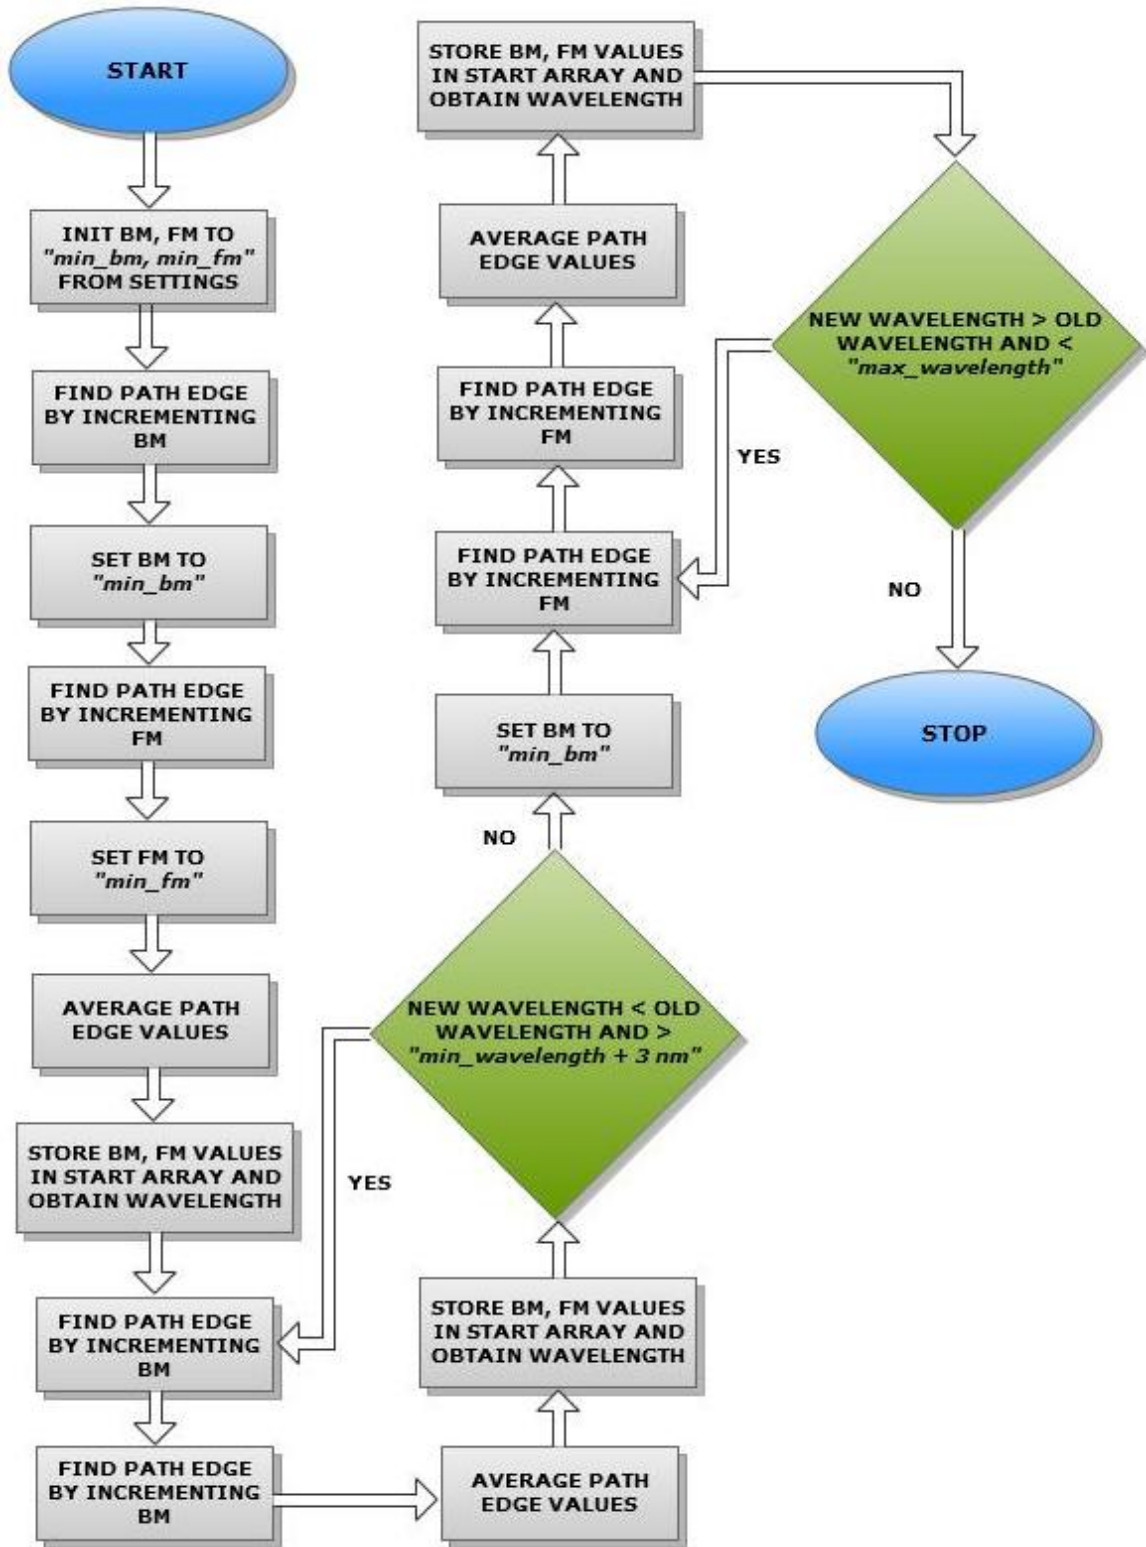 START
INIT BM, FM TO
"min_bm, min_fm"
FROM SETTINGS
FIND PATH EDGE
BY INCREMENTING
BM
SET BM TO
"min_bm"
FIND PATH EDGE
BY INCREMENTING
FM
SET FM TO
"min_fm"
AVERAGE PATH
EDGE VALUES
STORE BM, FM VALUES
IN START ARRAY AND
OBTAIN WAVELENGTH
FIND PATH EDGE
BY INCREMENTING
BM
FIND PATH EDGE
BY INCREMENTING
BM
AVERAGE PATH
EDGE VALUES
STORE BM, FM VALUES
IN START ARRAY AND
OBTAIN WAVELENGTH
NEW WAVELENGTH < OLD
WAVELENGTH AND >
"min_wavelength + 3 nm"
YES
NO
SET BM TO
"min_bm"
FIND PATH EDGE
BY INCREMENTING
FM
FIND PATH EDGE
BY INCREMENTING
FM
AVERAGE PATH
EDGE VALUES
STORE BM, FM VALUES
IN START ARRAY AND
OBTAIN WAVELENGTH
NEW WAVELENGTH > OLD
WAVELENGTH AND <
"max_wavelength"
YES
NO
STOP